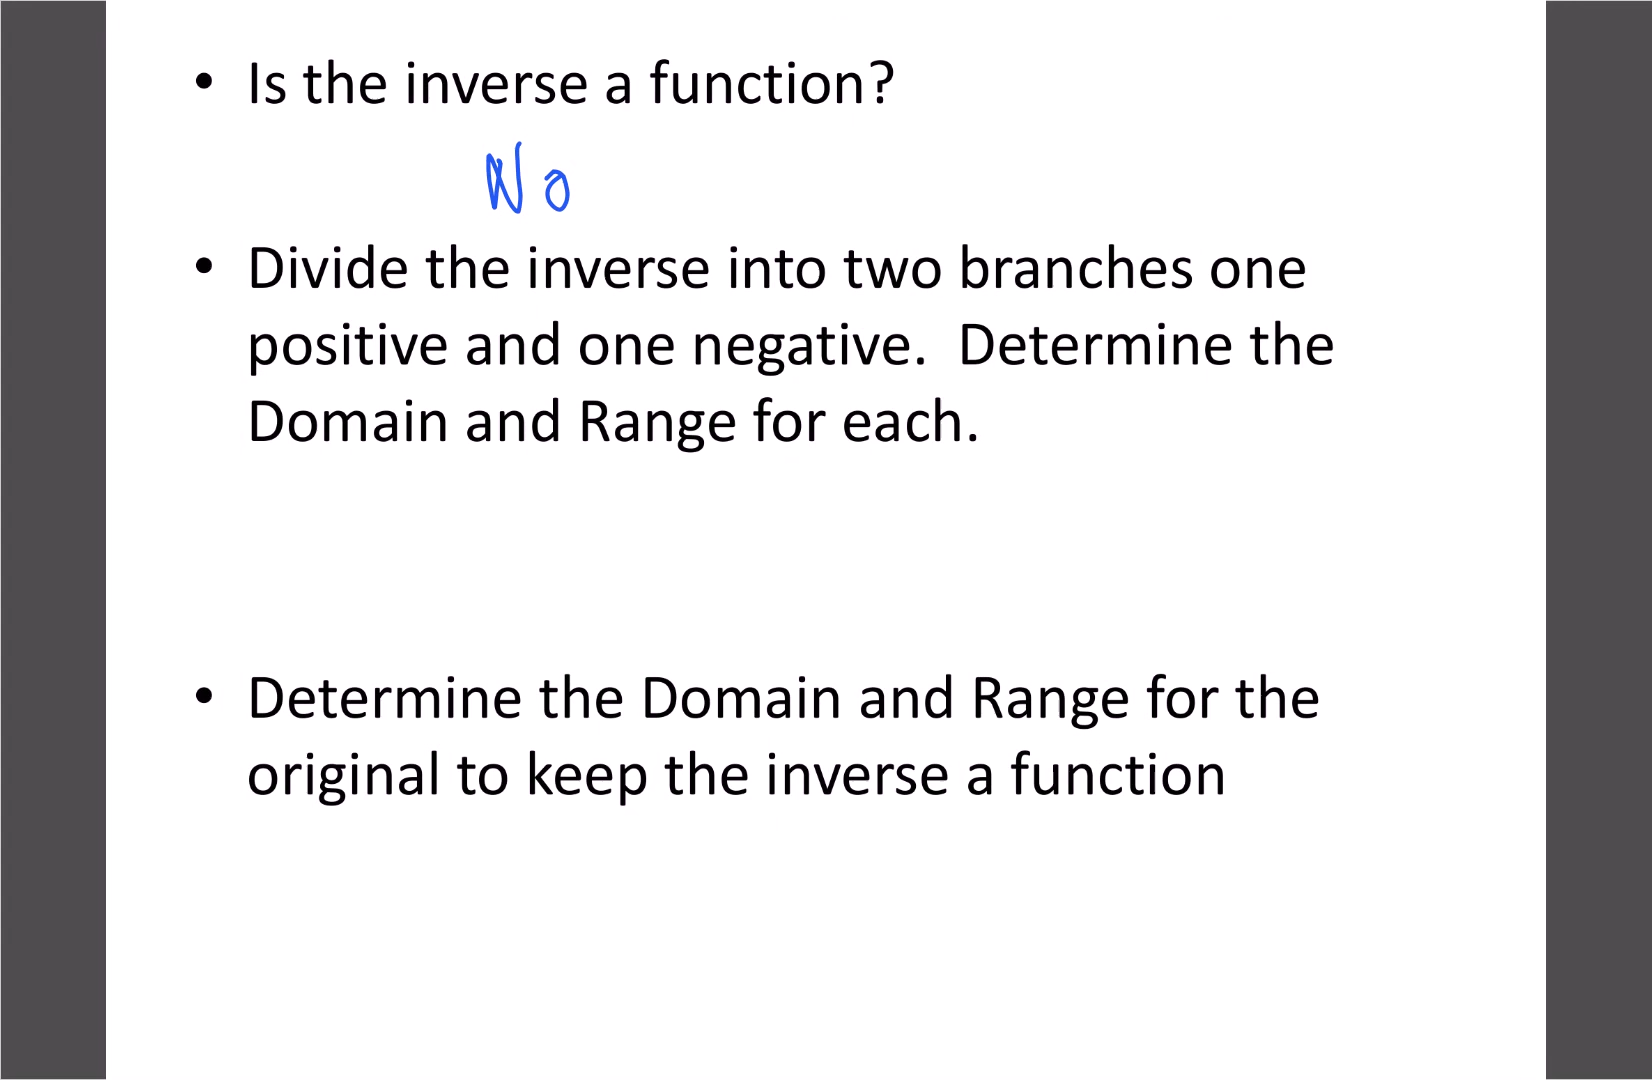 • Is the inverse a function?
No
• Divide the inverse into two branches one
positive and one negative.  Determine the
Domain and Range for each.
• Determine the Domain and Range for the
original to keep the inverse a function